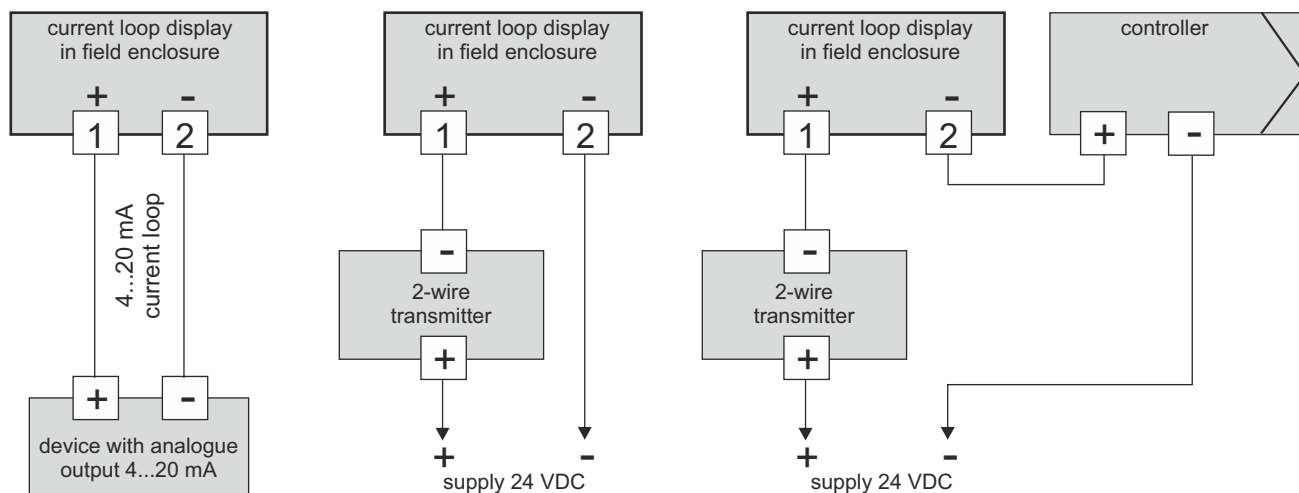 current loop display
in field enclosure
+ -
1 2
4...20 mA
current loop
+ -
device with analogue
output 4...20 mA
current loop display
in field enclosure
+ -
1 2
-
2-wire
transmitter
+
+ -
supply 24 VDC
current loop display
in field enclosure
+ -
1 2
-
2-wire
transmitter
+
+ -
supply 24 VDC
controller
+ -